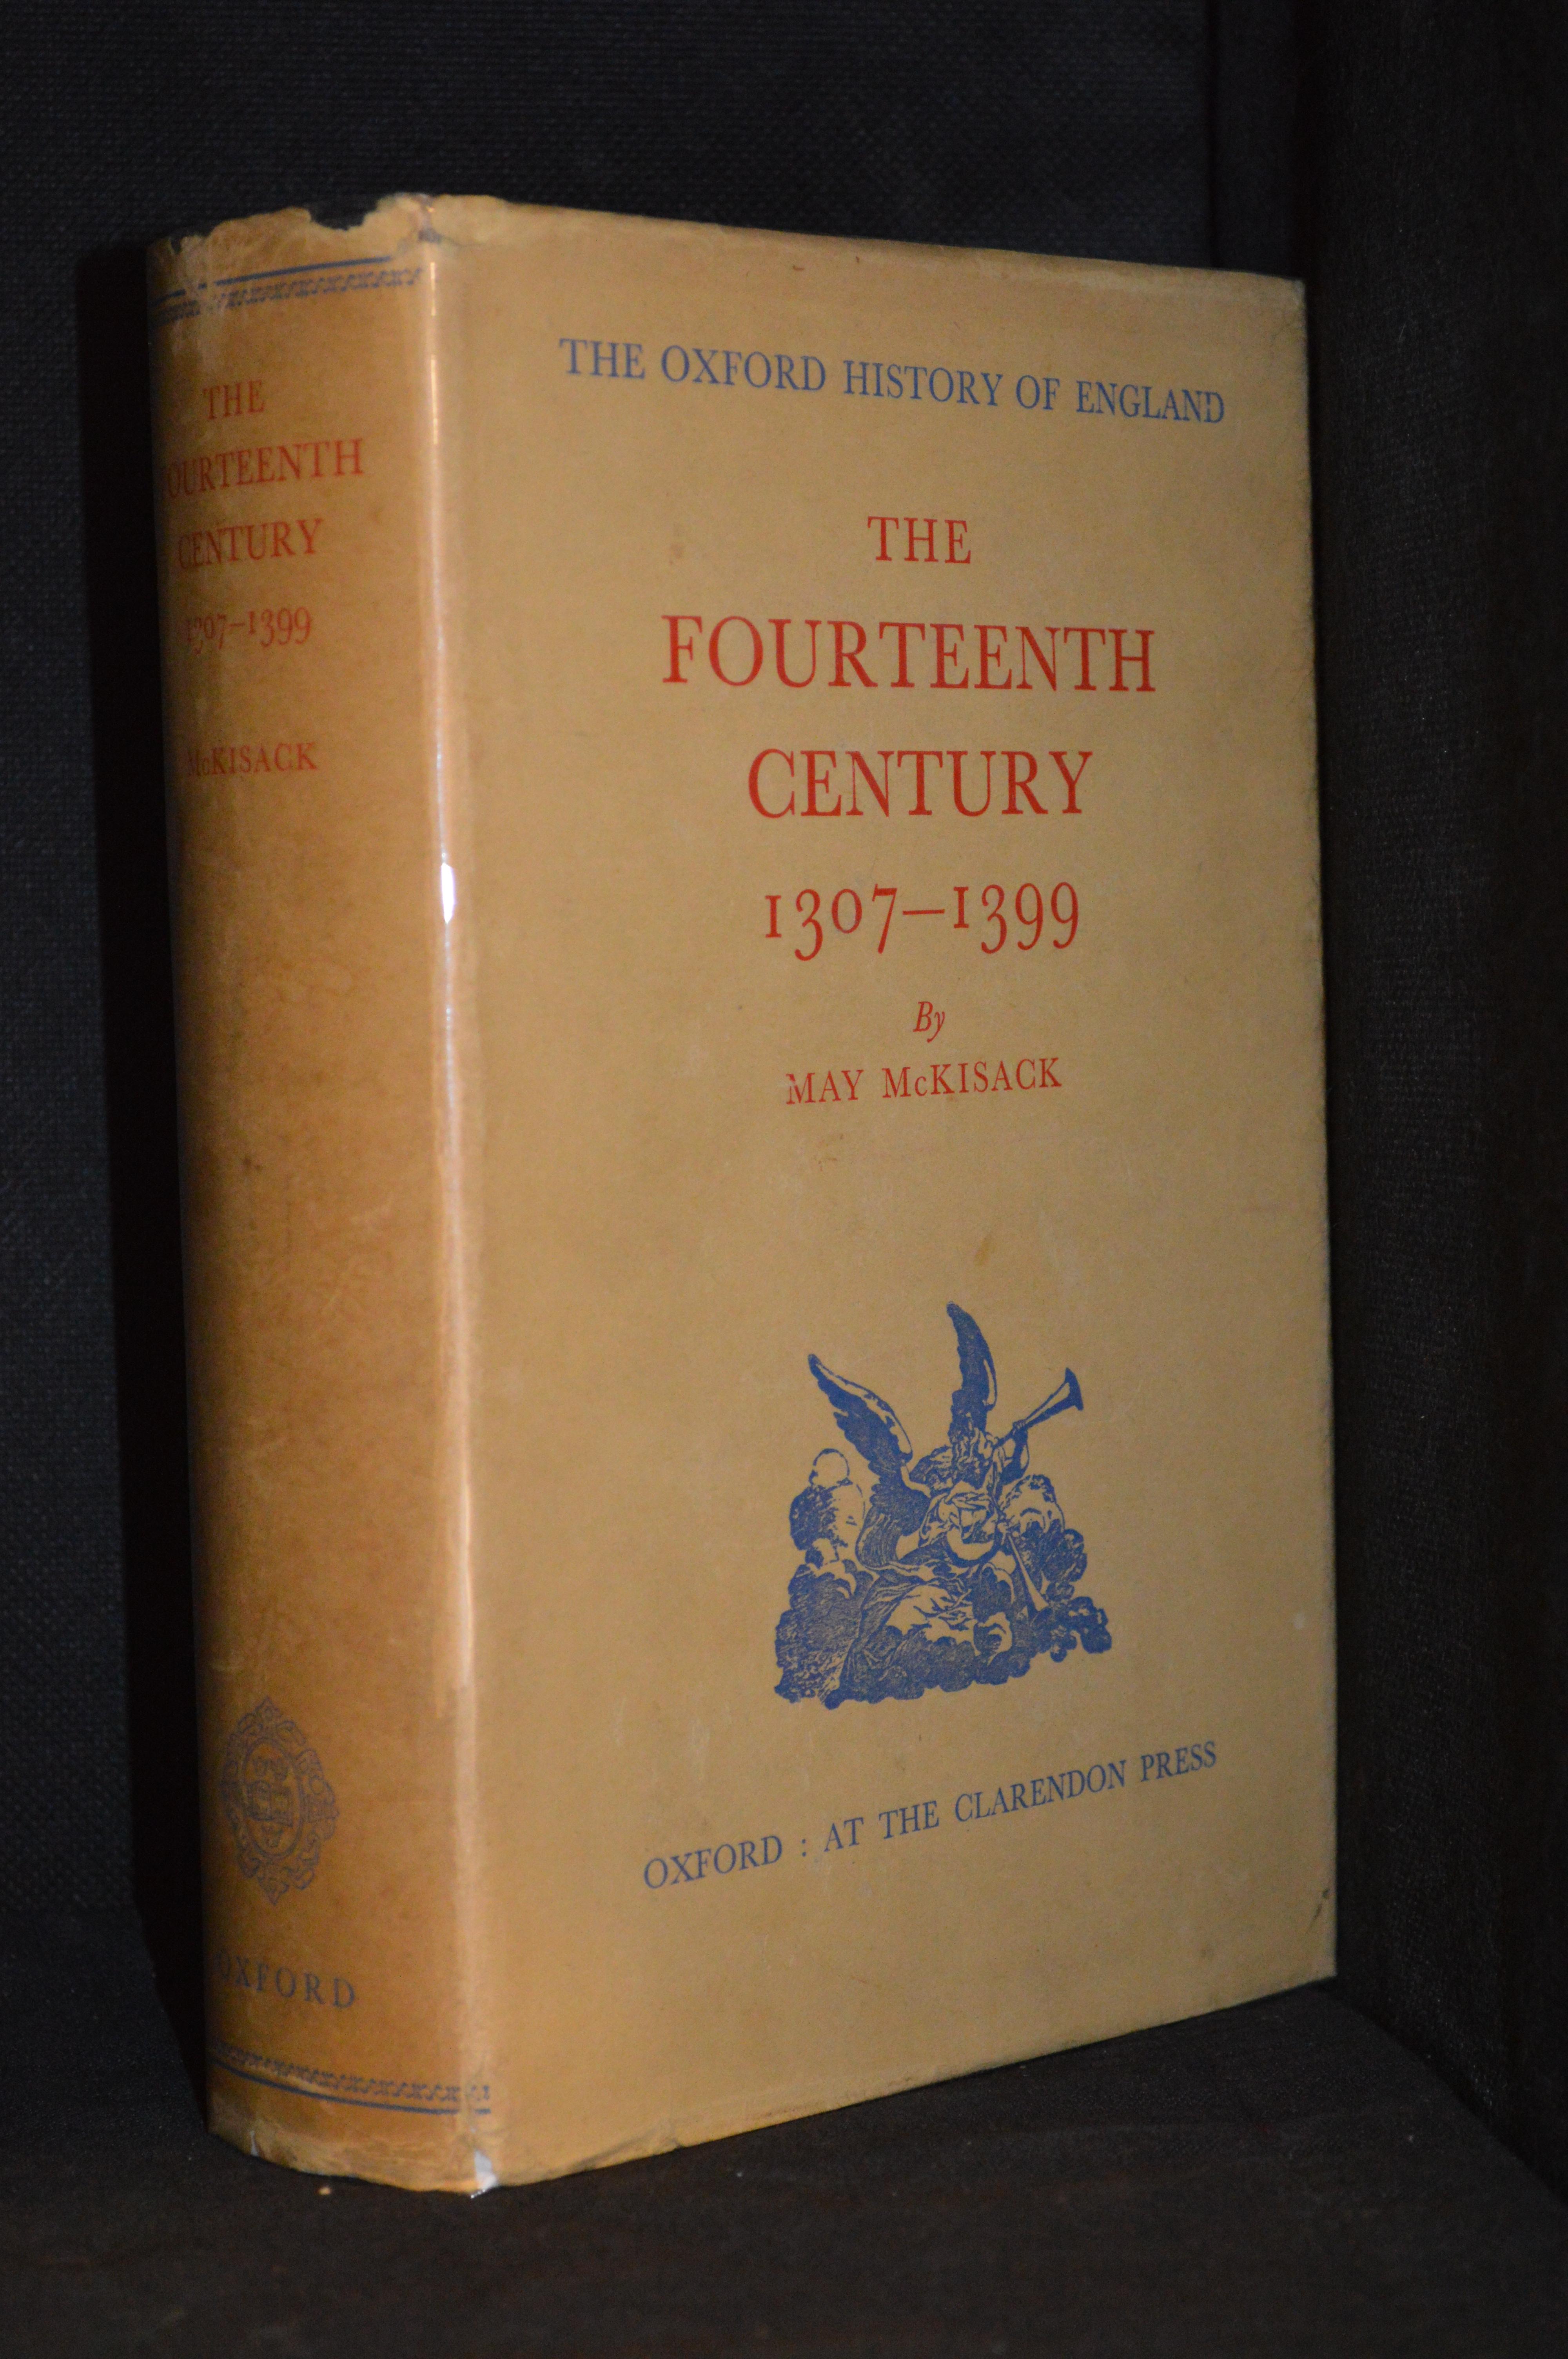 THE
FOURTEENTH
CENTURY
1307–1399
McKISACK
OXFORD
THE OXFORD HISTORY OF ENGLAND
THE
FOURTEENTH
CENTURY
1307–1399
By
MAY McKISACK
OXFORD : AT THE CLARENDON PRESS